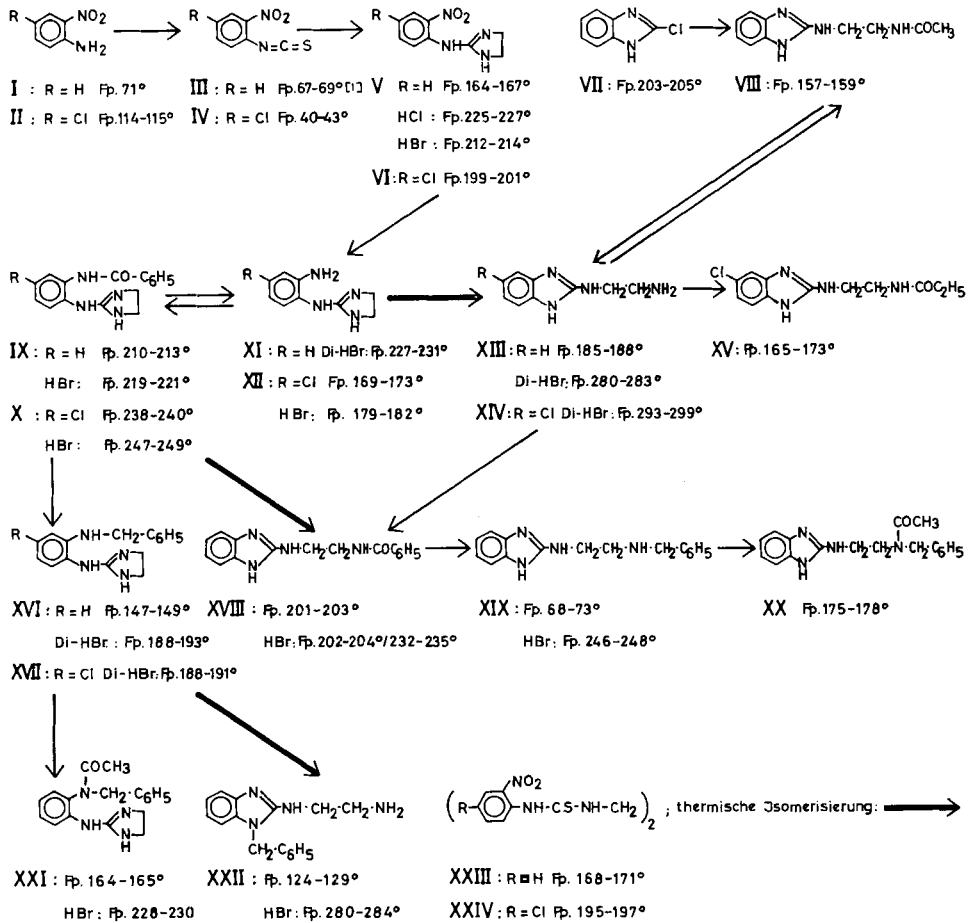 R NO2 NH2 R NO2 N=C=S R NO2 NH N N H N N H Cl N N H NH-CH2-CH2-NHCOCH3
I : R = H Fp. 71° III : R = H Fp. 67-69° [1] V R = H Fp. 164-167° VII : Fp. 203-205° VIII : Fp. 157-159°
II : R = Cl Fp. 114-115° IV : R = Cl Fp. 40-43° HCl : Fp. 225-227°
HBr : Fp. 212-214°
VI : R = Cl Fp. 199-201°
R NH-CO-C6H5 NH N N H R NH2 NH N N H R N N H NH-CH2-CH2-NH2 Cl N N H NH-CH2-CH2-NH-COC2H5
IX : R = H Fp. 210-213° XI : R = H Di-HBr : Fp. 227-231° XIII : R = H Fp. 185-188° XV : Fp. 165-173°
HBr : Fp. 219-221° XII : R = Cl Fp. 169-173° Di-HBr : Fp. 280-283°
X : R = Cl Fp. 238-240° HBr : Fp. 179-182° XIV : R = Cl Di-HBr : Fp. 293-299°
HBr : Fp. 247-249°
R NH-CH2-C6H5 NH N N H N N H NH-CH2-CH2-NH-COC6H5 N N H NH-CH2-CH2-NH-CH2-C6H5 COCH3 N N H NH-CH2-CH2-N-CH2-C6H5
XVI : R = H Fp. 147-149° XVIII : Fp. 201-203° XIX : Fp. 68-73° XX Fp. 175-178°
Di-HBr : Fp. 188-193° HBr : Fp. 202-204°/232-235° HBr : Fp. 246-248°
XVII : R = Cl Di-HBr : Fp. 188-191°
COCH3 N-CH2-C6H5 NH N N H N N NH-CH2-CH2-NH2 CH2-C6H5 (R NO2 NH-CS-NH-CH2-)2 ; thermische Isomerisierung:
XXI : Fp. 164-165° XXII : Fp. 124-129° XXIII : R = H Fp. 168-171°
HBr : Fp. 228-230 HBr : Fp. 280-284° XXIV : R = Cl Fp. 195-197°